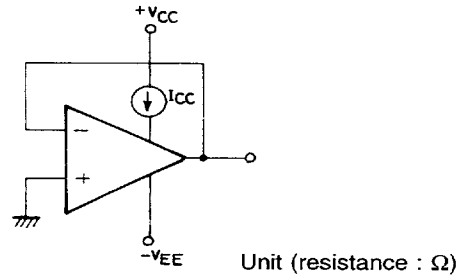 +VCC
ICC
−
+
−VEE
Unit (resistance : Ω)